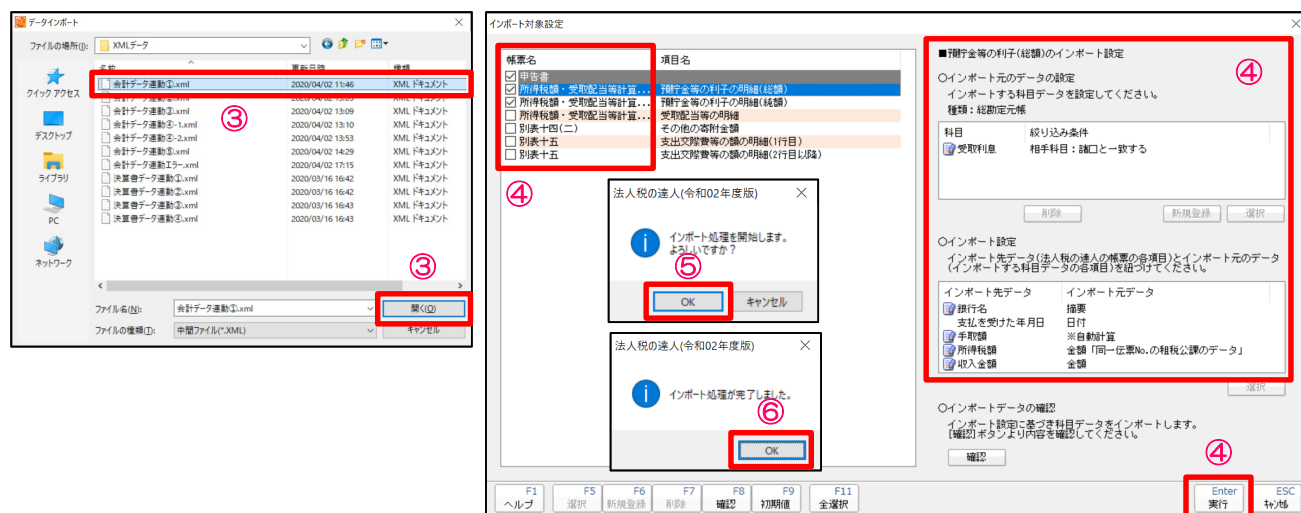 データインポート
ファイルの場所(I):
XMLデータ
名前
更新日時
種類
クイック アクセス
デスクトップ
ライブラリ
PC
ネットワーク
会計データ連動①.xml 2020/04/02 11:46 XML ドキュメント
③
会計データ連動③.xml 2020/04/02 13:09 XML ドキュメント
会計データ連動④-1.xml 2020/04/02 13:10 XML ドキュメント
会計データ連動④-2.xml 2020/04/02 13:53 XML ドキュメント
会計データ連動⑤.xml 2020/04/02 14:29 XML ドキュメント
会計データ連動エラー.xml 2020/04/02 17:15 XML ドキュメント
決算書データ連動①.xml 2020/03/16 16:42 XML ドキュメント
決算書データ連動②.xml 2020/03/16 16:42 XML ドキュメント
決算書データ連動③.xml 2020/03/16 16:43 XML ドキュメント
決算書データ連動④.xml 2020/03/16 16:43 XML ドキュメント
③
ファイル名(N): 会計データ連動①.xml 開く(O)
ファイルの種類(T): 中間ファイル(*.XML) キャンセル
インポート対象設定
帳票名 項目名
申告書
所得税額・受取配当等計算... 預貯金等の利子の明細(総額)
所得税額・受取配当等計算... 受取配当等の明細
別表十四(二) その他の寄附金額
別表十五 支出交際費等の額の明細(1行目)
別表十五 支出交際費等の額の明細(2行目以降)
④
法人税の達人(令和02年度版)
インポート処理を開始します。
よろしいですか？
⑤
OK キャンセル
法人税の達人(令和02年度版)
インポート処理が完了しました。
⑥
OK
■預貯金等の利子(総額)のインポート設定
④
○インポート元のデータの設定
インポートする科目データを設定してください。
種類：総勘定元帳
科目 絞り込み条件
受取利息 相手科目：諸口と一致する
削除 新規登録 選択
○インポート設定
インポート先データ(法人税の達人の帳票の各項目)とインポート元のデータ
(インポートする科目データの各項目)を紐づけてください。
インポート先データ インポート元データ
銀行名 摘要
支払を受けた年月日 日付
手取額 ※自動計算
所得税額 金額「同一伝票No.の租税公課のデータ」
収入金額 金額
選択
○インポートデータの確認
インポート設定に基づき科目データをインポートします。
[確認]ボタンより内容を確認してください。
確認
④
F1 F5 F6 F7 F8 F9 F11 Enter ESC
ヘルプ 選択 新規登録 削除 確認 初期値 全選択 実行 キャンセル